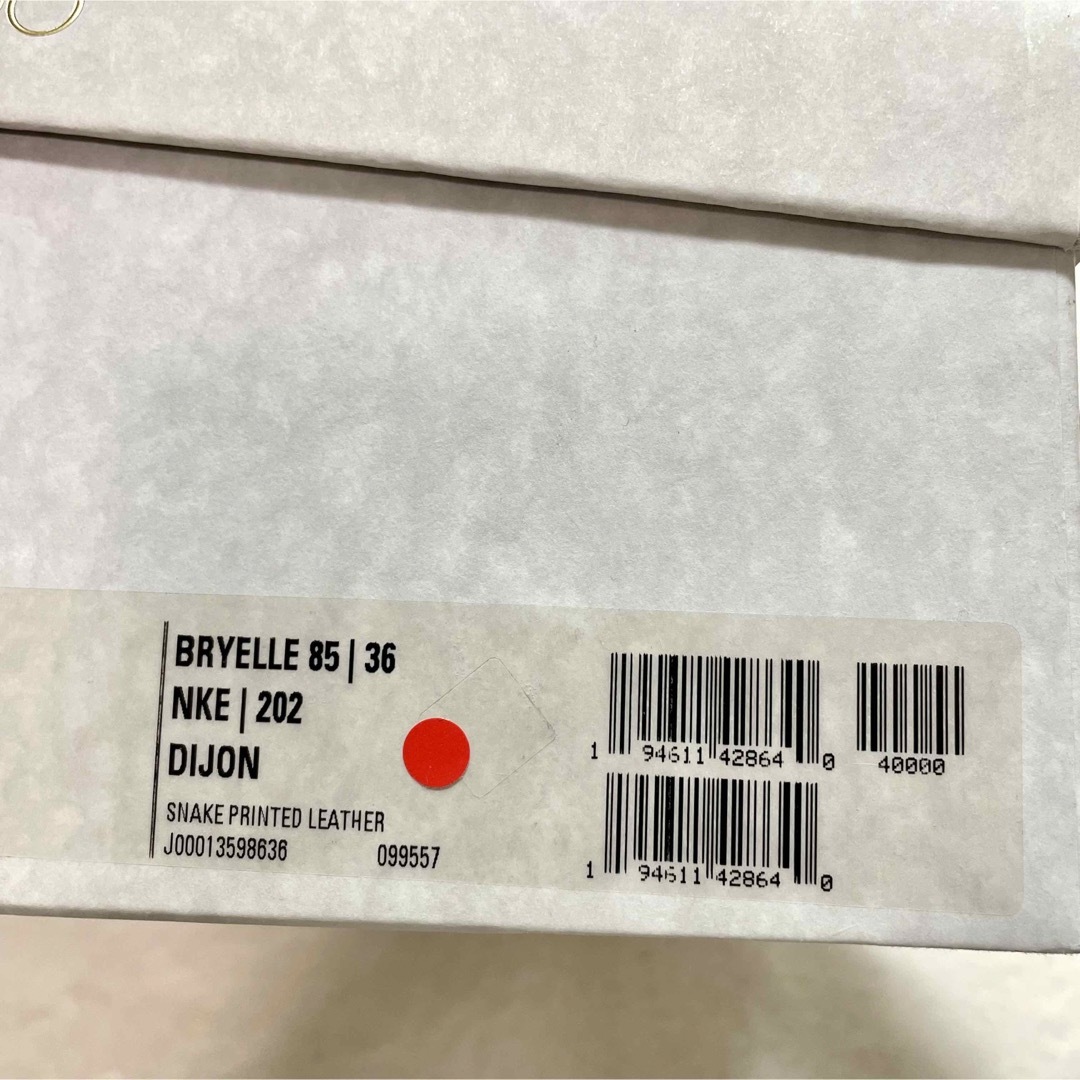 BRYELLE 85 | 36
NKE | 202
DIJON
SNAKE PRINTED LEATHER
J00013598636 099557
1 94611 42864 0
40000
1 94611 42864 0